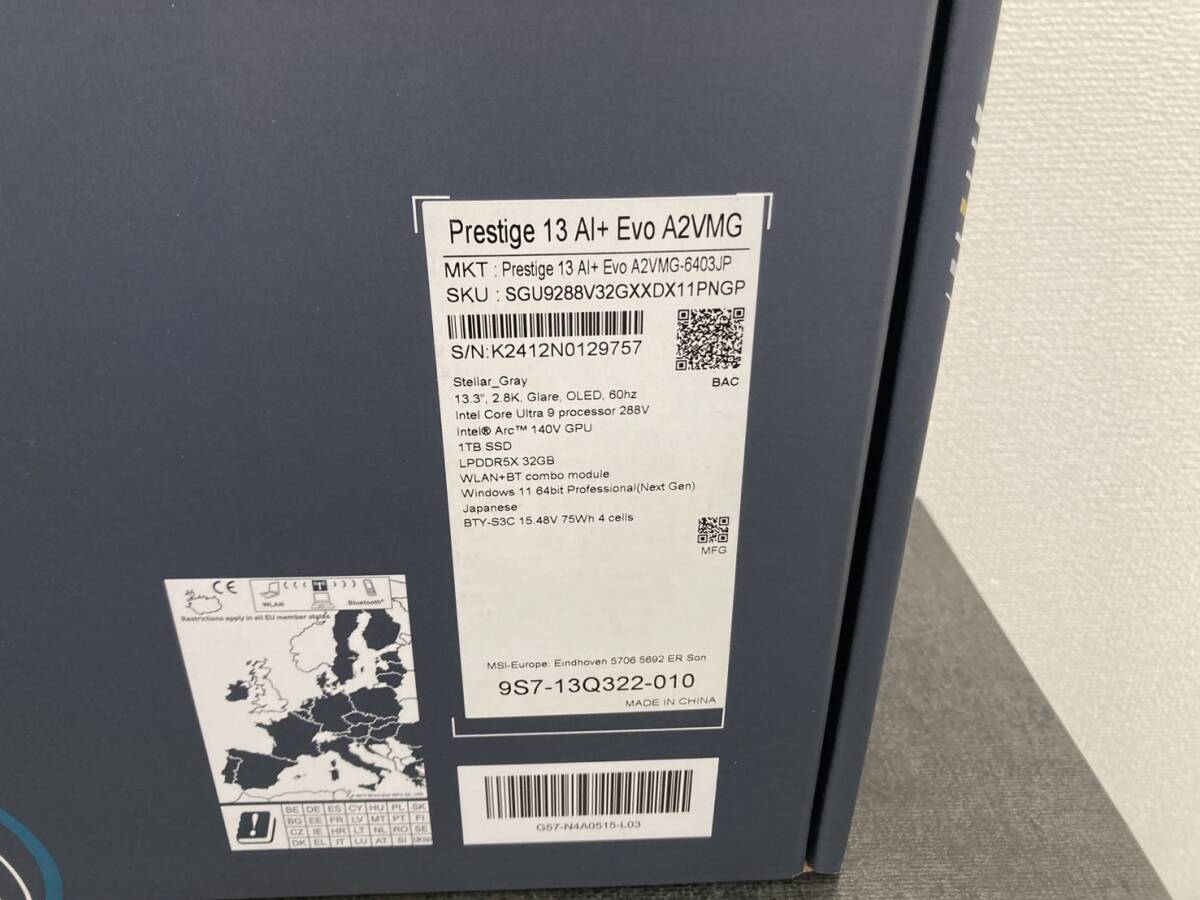 Prestige 13 AI+ Evo A2VMG
MKT : Prestige 13 AI+ Evo A2VMG-6403JP
SKU : SGU9288V32GXXDX11PNGP
S/N:K2412N0129757
BAC
Stellar_Gray
13.3", 2.8K, Glare, OLED, 60hz
Intel Core Ultra 9 processor 288V
Intel® Arc™ 140V GPU
1TB SSD
LPDDR5X 32GB
WLAN+BT combo module
Windows 11 64bit Professional(Next Gen)
Japanese
BTY-S3C 15.48V 75Wh 4 cells
MFG
MSI-Europe: Eindhoven 5706 5692 ER Son
9S7-13Q322-010
MADE IN CHINA
CE
WLAN
Bluetooth®
Restrictions apply in all EU member states
BE DE ES CY HU PL SK
BG EE FR LV MT PT FI
CZ IE HR LT NL RO SE
DK EL IT LU AT SI
G57-N4A0515-L03